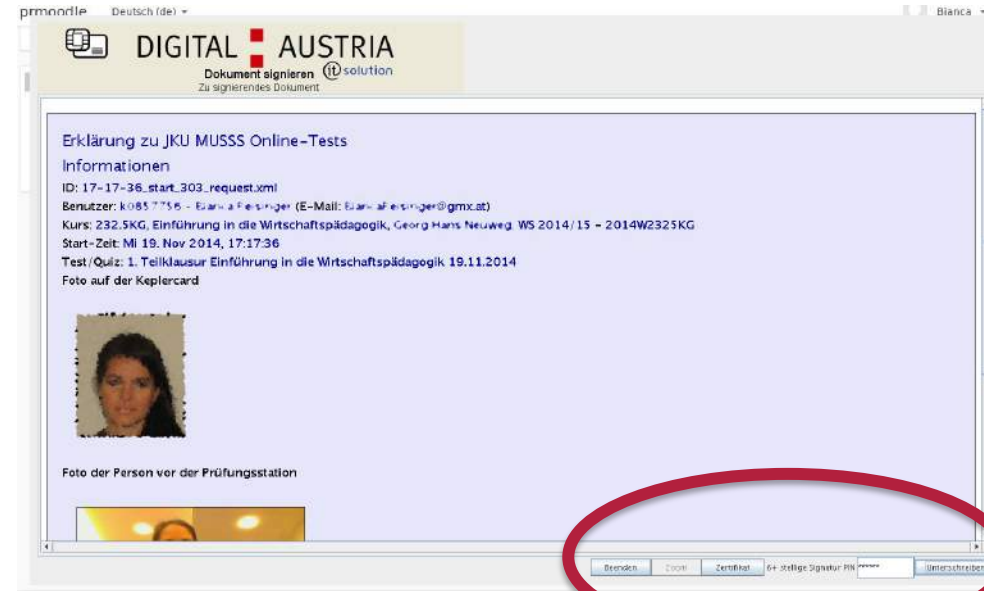 prmoodle Deutsch (de) Bianca
DIGITAL AUSTRIA
Dokument signieren it solution
Zu signierendes Dokument
Erklärung zu JKU MUSSS Online-Tests
Informationen
ID: 17-17-36_start_303_request.xml
Benutzer: (E-Mail: @gmx.at)
Kurs: 232.5KG, Einführung in die Wirtschaftspädagogik, Georg Hans Neuweg, WS 2014/15 - 2014W2325KG
Start-Zeit: Mi 19. Nov 2014, 17:17:36
Test/Quiz: 1. Teilklausur Einführung in die Wirtschaftspädagogik 19.11.2014
Foto auf der Keplercard
Foto der Person vor der Prüfungsstation
Beenden Zoom Zertifikat 6+ stellige Signatur PIN ****** Unterschreiben